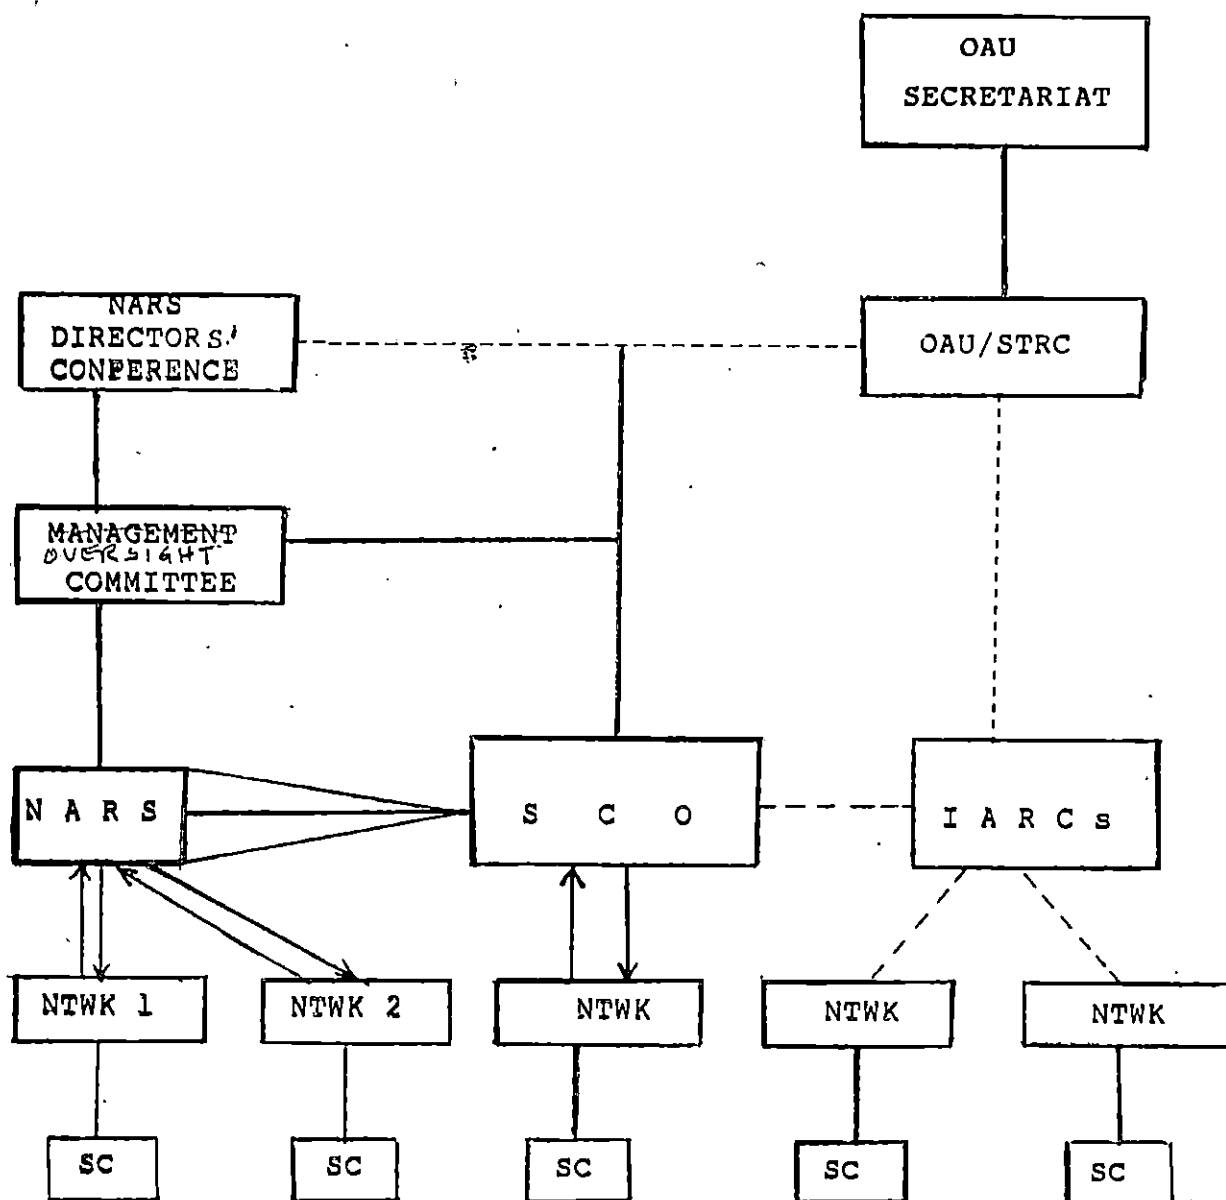 OAU
SECRETARIAT
NARS
DIRECTORS'
CONFERENCE
OAU/STRC
MANAGEMENT
OVERSIGHT
COMMITTEE
N A R S
S C O
I A R C s
NTWK 1
NTWK 2
NTWK
NTWK
NTWK
SC
SC
SC
SC
SC